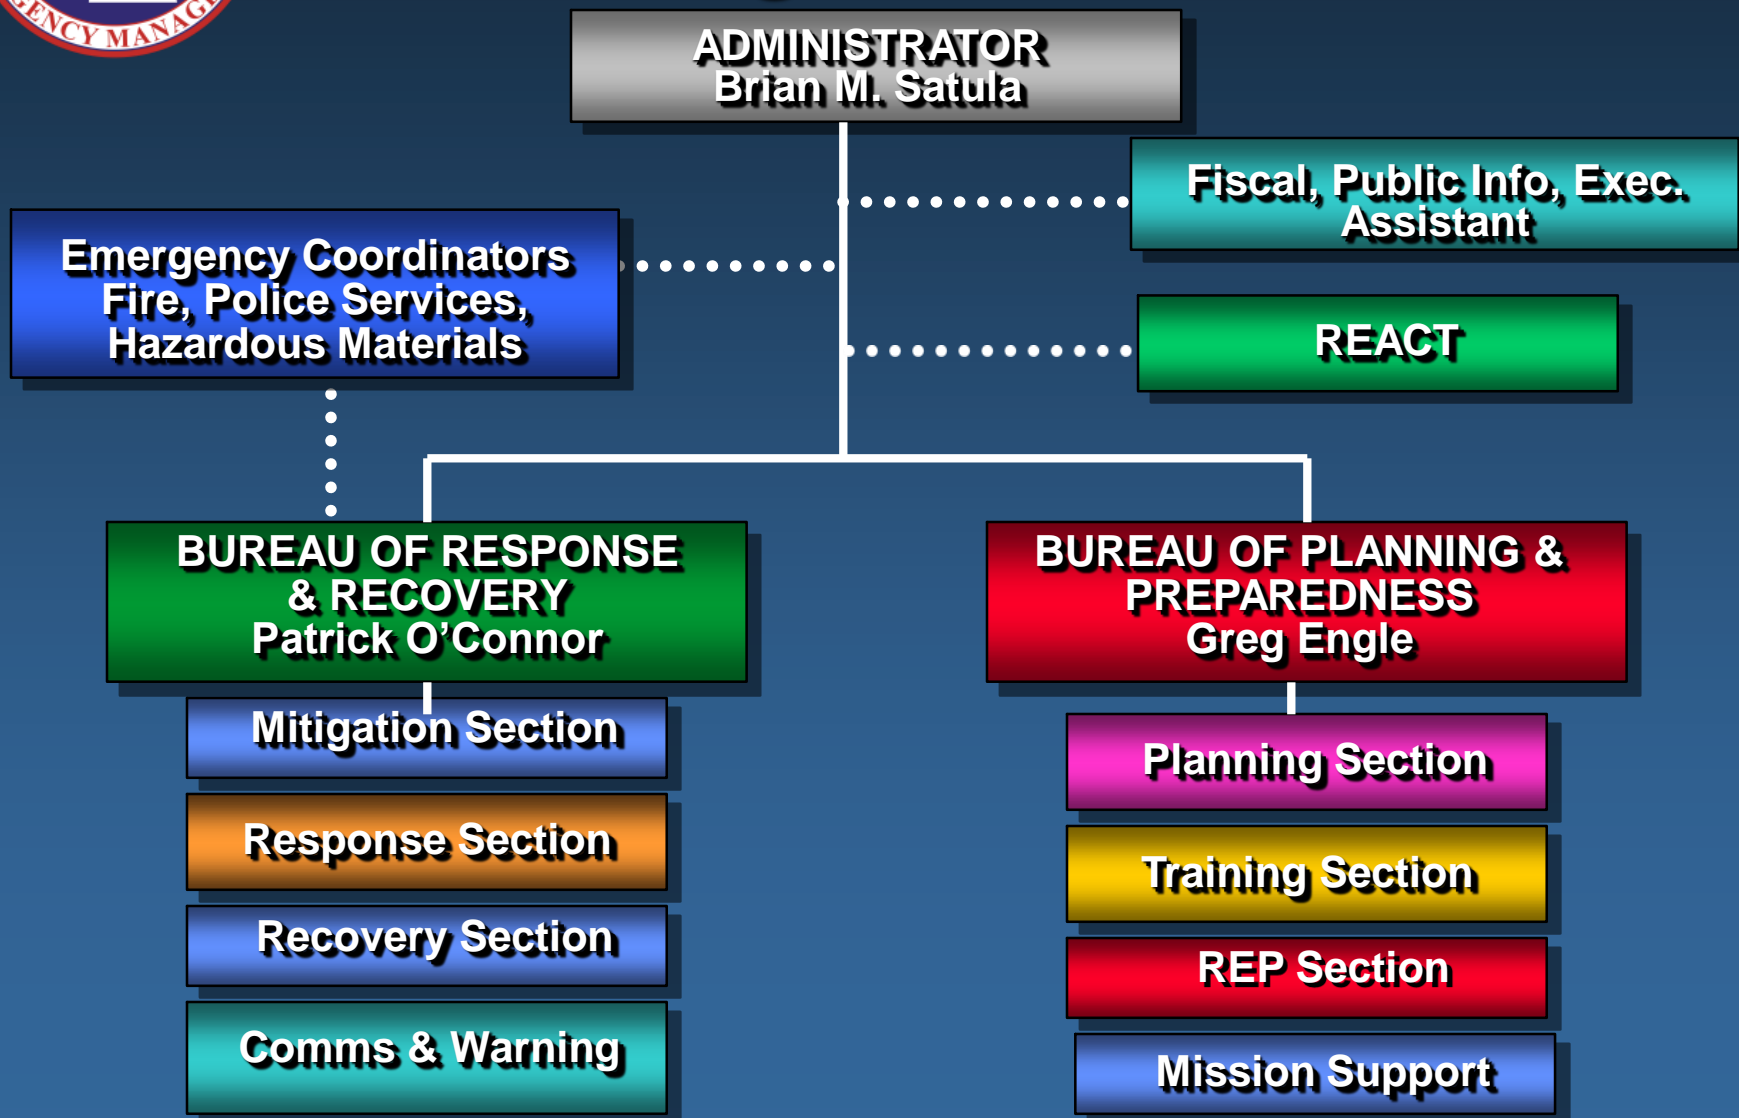 GENCY MANAG
ADMINISTRATOR
Brian M. Satula
Fiscal, Public Info, Exec.
Assistant
Emergency Coordinators
Fire, Police Services,
Hazardous Materials
REACT
BUREAU OF RESPONSE
& RECOVERY
Patrick O’Connor
BUREAU OF PLANNING &
PREPAREDNESS
Greg Engle
Mitigation Section
Response Section
Recovery Section
Comms & Warning
Planning Section
Training Section
REP Section
Mission Support